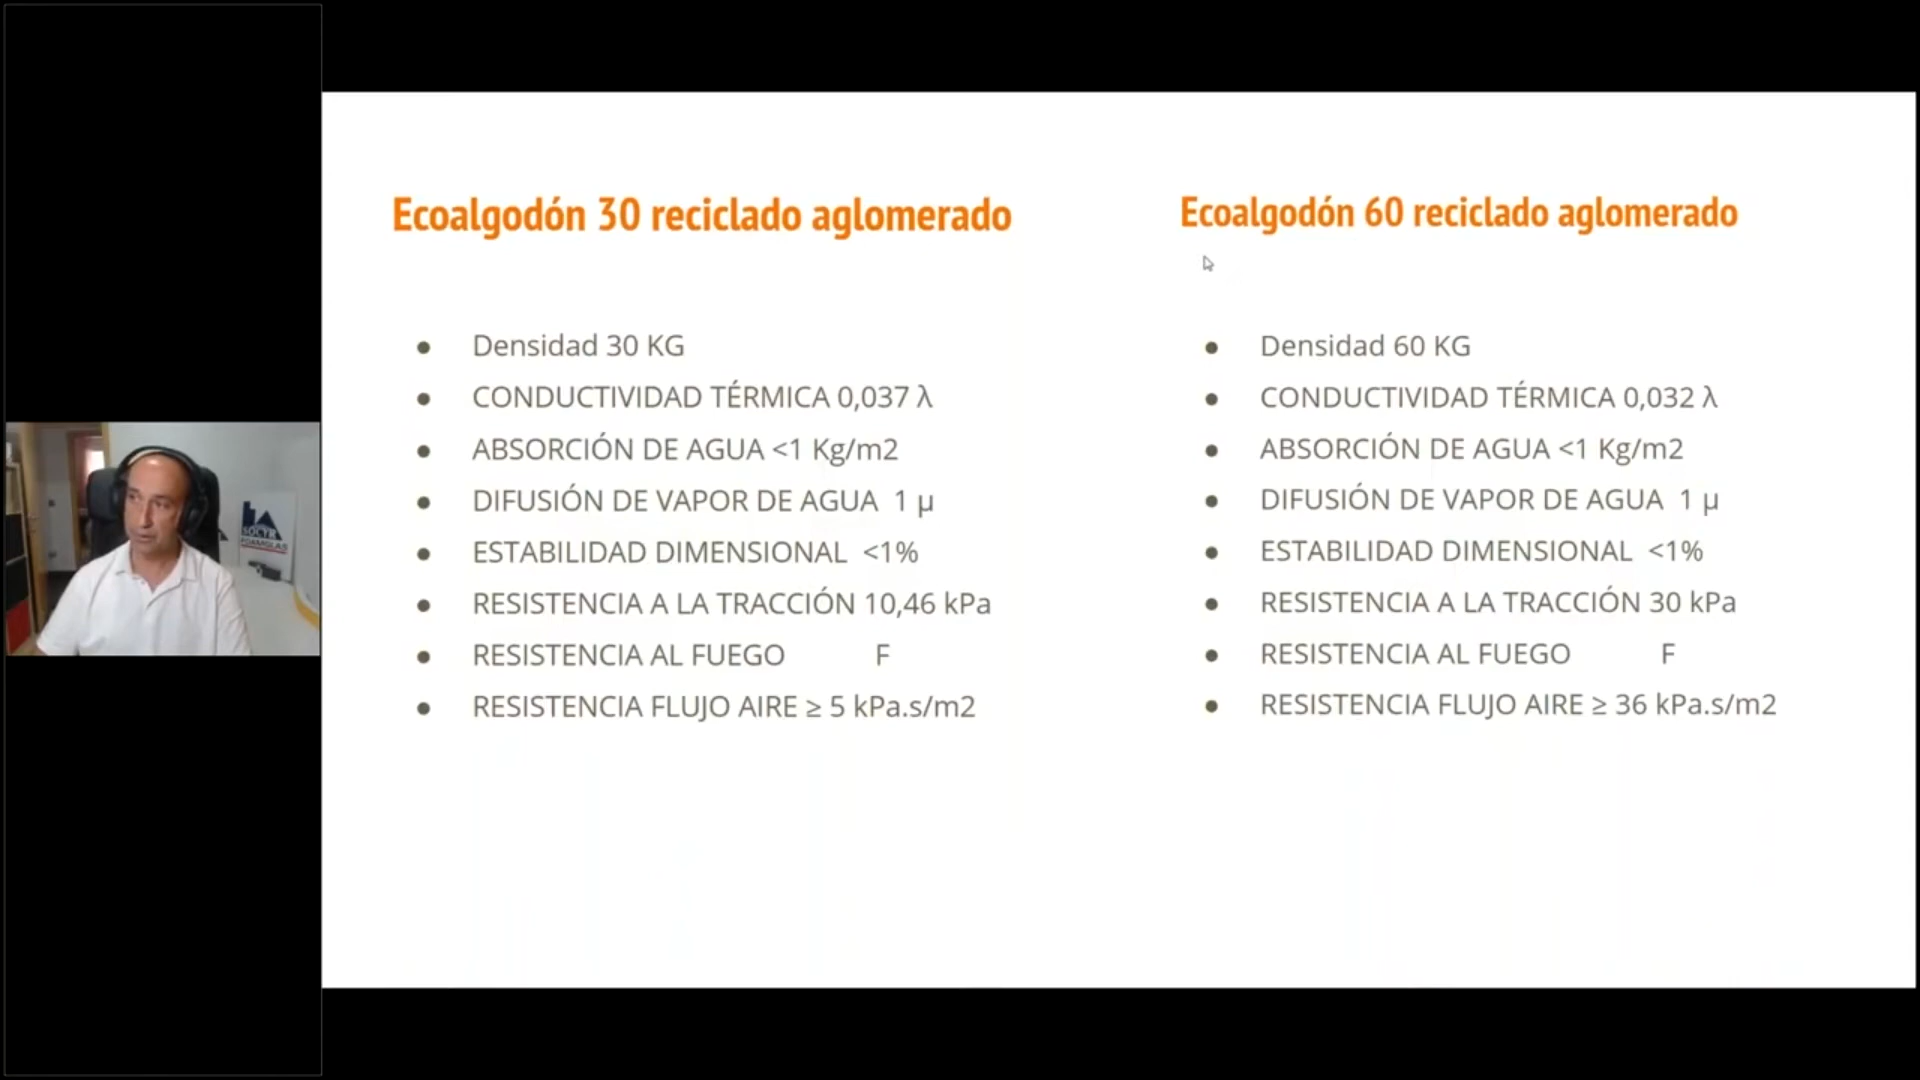 Ecoalgodón 30 reciclado aglomerado
● Densidad 30 KG
● CONDUCTIVIDAD TÉRMICA 0,037 λ
● ABSORCIÓN DE AGUA <1 Kg/m2
● DIFUSIÓN DE VAPOR DE AGUA 1 μ
● ESTABILIDAD DIMENSIONAL <1%
● RESISTENCIA A LA TRACCIÓN 10,46 kPa
● RESISTENCIA AL FUEGO F
● RESISTENCIA FLUJO AIRE ≥ 5 kPa.s/m2
Ecoalgodón 60 reciclado aglomerado
● Densidad 60 KG
● CONDUCTIVIDAD TÉRMICA 0,032 λ
● ABSORCIÓN DE AGUA <1 Kg/m2
● DIFUSIÓN DE VAPOR DE AGUA 1 μ
● ESTABILIDAD DIMENSIONAL <1%
● RESISTENCIA A LA TRACCIÓN 30 kPa
● RESISTENCIA AL FUEGO F
● RESISTENCIA FLUJO AIRE ≥ 36 kPa.s/m2
SOCYR
FOAMGLAS